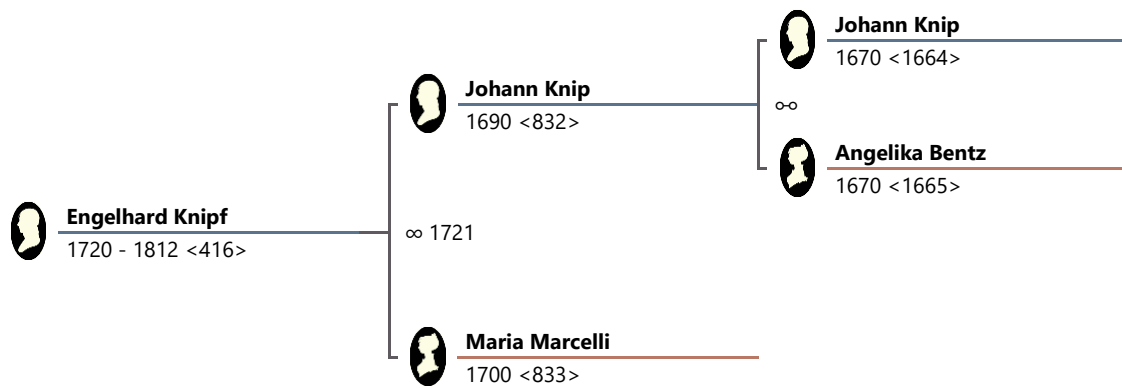 Johann Knip
1670 <1664>
Johann Knip
1690 <832>
⚯
Angelika Bentz
1670 <1665>
Engelhard Knipf
1720 - 1812 <416>
∞ 1721
Maria Marcelli
1700 <833>